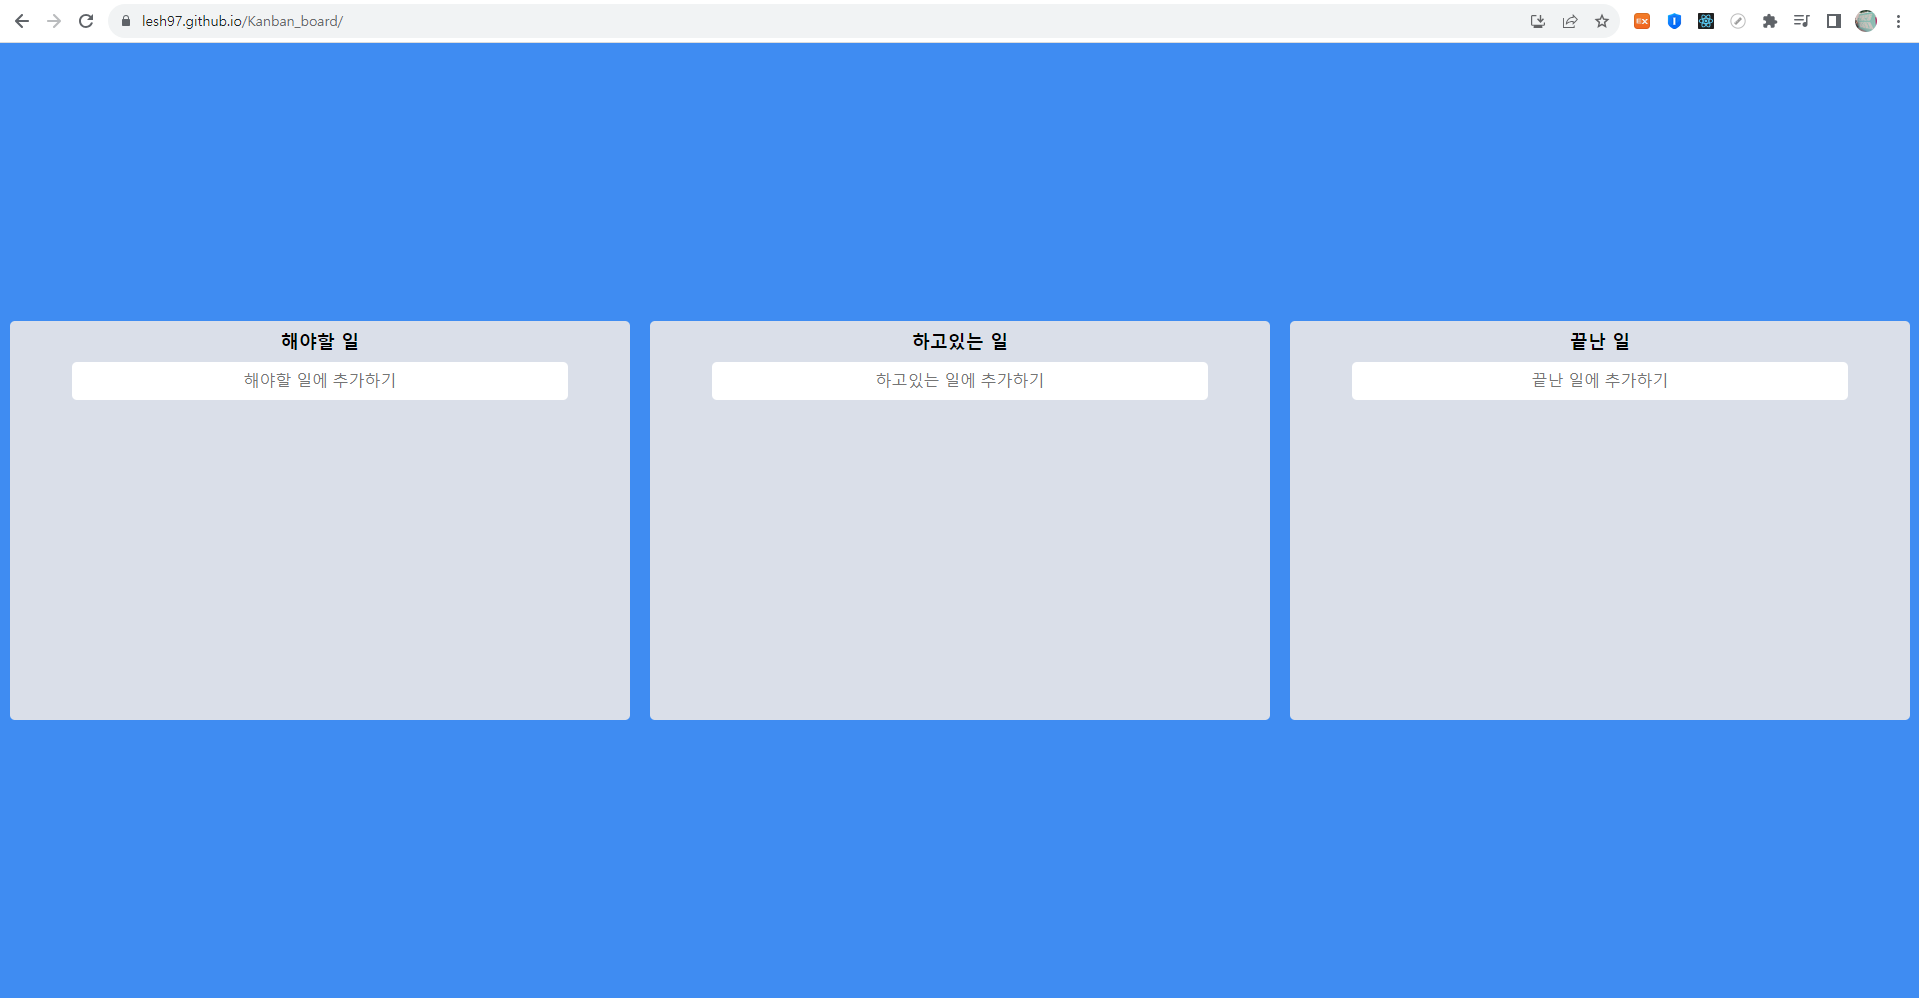 lesh97.github.io/Kanban_board/
해야할 일
해야할 일에 추가하기
하고있는 일
하고있는 일에 추가하기
끝난 일
끝난 일에 추가하기